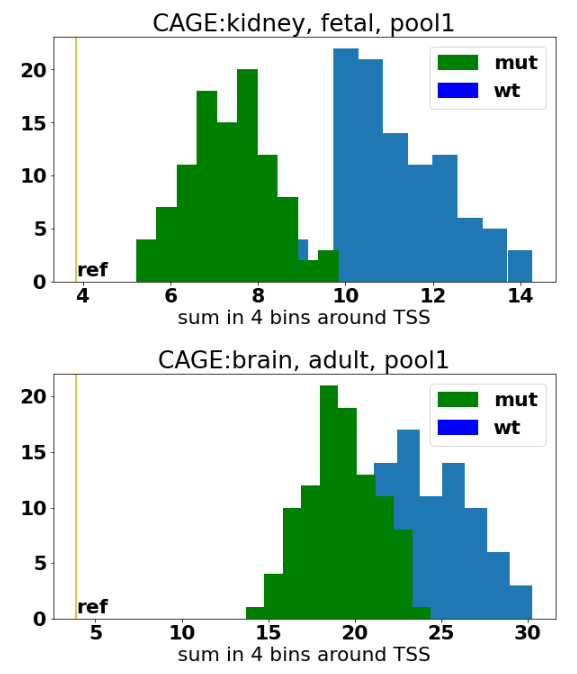 CAGE:kidney, fetal, pool1
20
15
10
5
0
mut
wt
ref
4 6 8 10 12 14
sum in 4 bins around TSS
CAGE:brain, adult, pool1
20
15
10
5
0
mut
wt
ref
5 10 15 20 25 30
sum in 4 bins around TSS